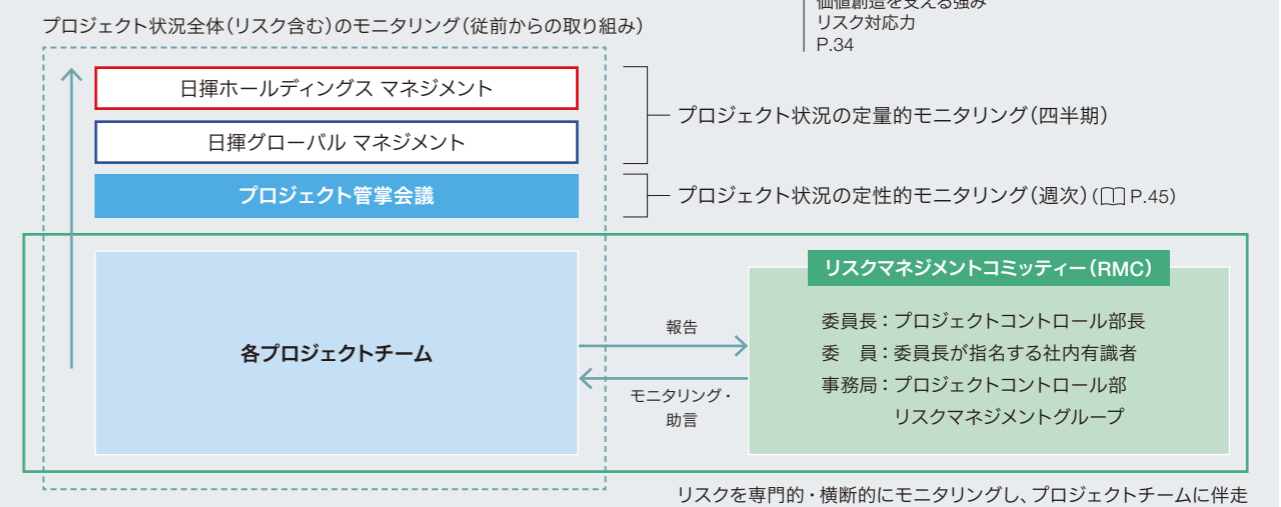 価値創造を支える強み
リスク対応力
P.34
プロジェクト状況全体（リスク含む）のモニタリング（従前からの取り組み）
日揮ホールディングス マネジメント
日揮グローバル マネジメント
プロジェクト状況の定量的モニタリング（四半期）
プロジェクト管掌会議
プロジェクト状況の定性的モニタリング（週次）（P.45）
リスクマネジメントコミッティー（RMC）
各プロジェクトチーム
報告
モニタリング・
助言
委員長：プロジェクトコントロール部長
委　員：委員長が指名する社内有識者
事務局：プロジェクトコントロール部
リスクマネジメントグループ
リスクを専門的・横断的にモニタリングし、プロジェクトチームに伴走